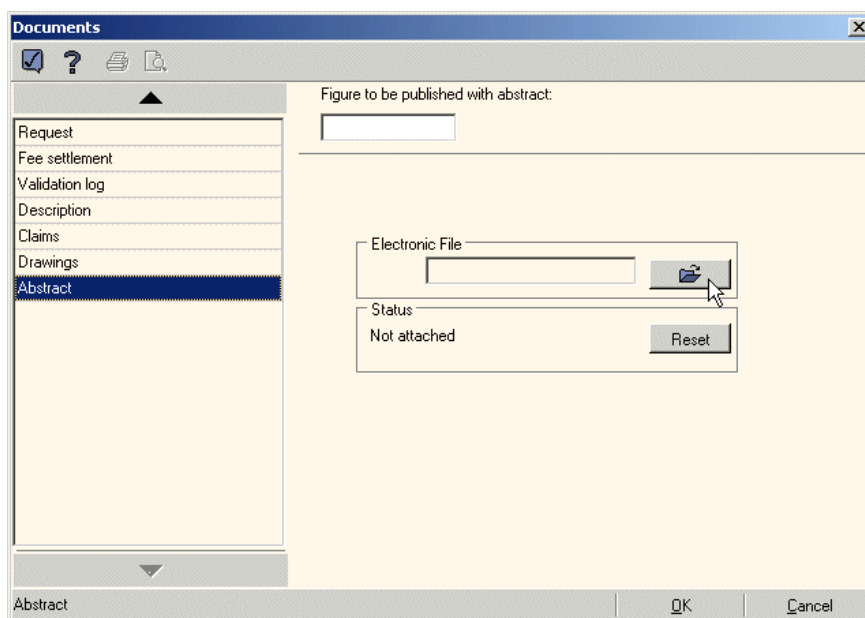 Documents
Figure to be published with abstract:
Request
Fee settlement
Validation log
Description
Claims
Drawings
Abstract
Electronic File
Status
Not attached
Reset
Abstract
OK
Cancel